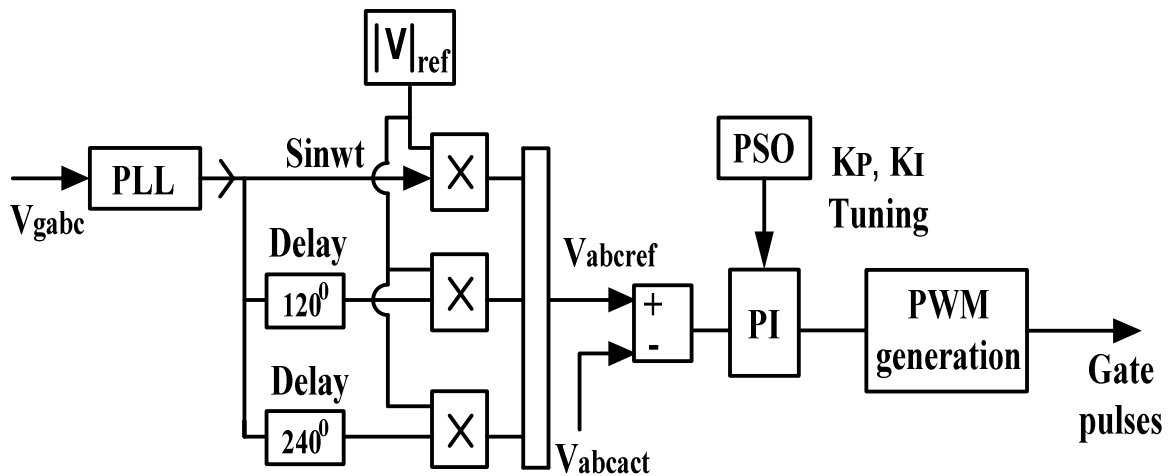 |V|ref
PLL
Vgabc
Sinwt
X
Delay
120⁰
X
Delay
240⁰
X
Vabcref
+
-
Vabcact
PSO
KP, KI
Tuning
PI
PWM
generation
Gate
pulses